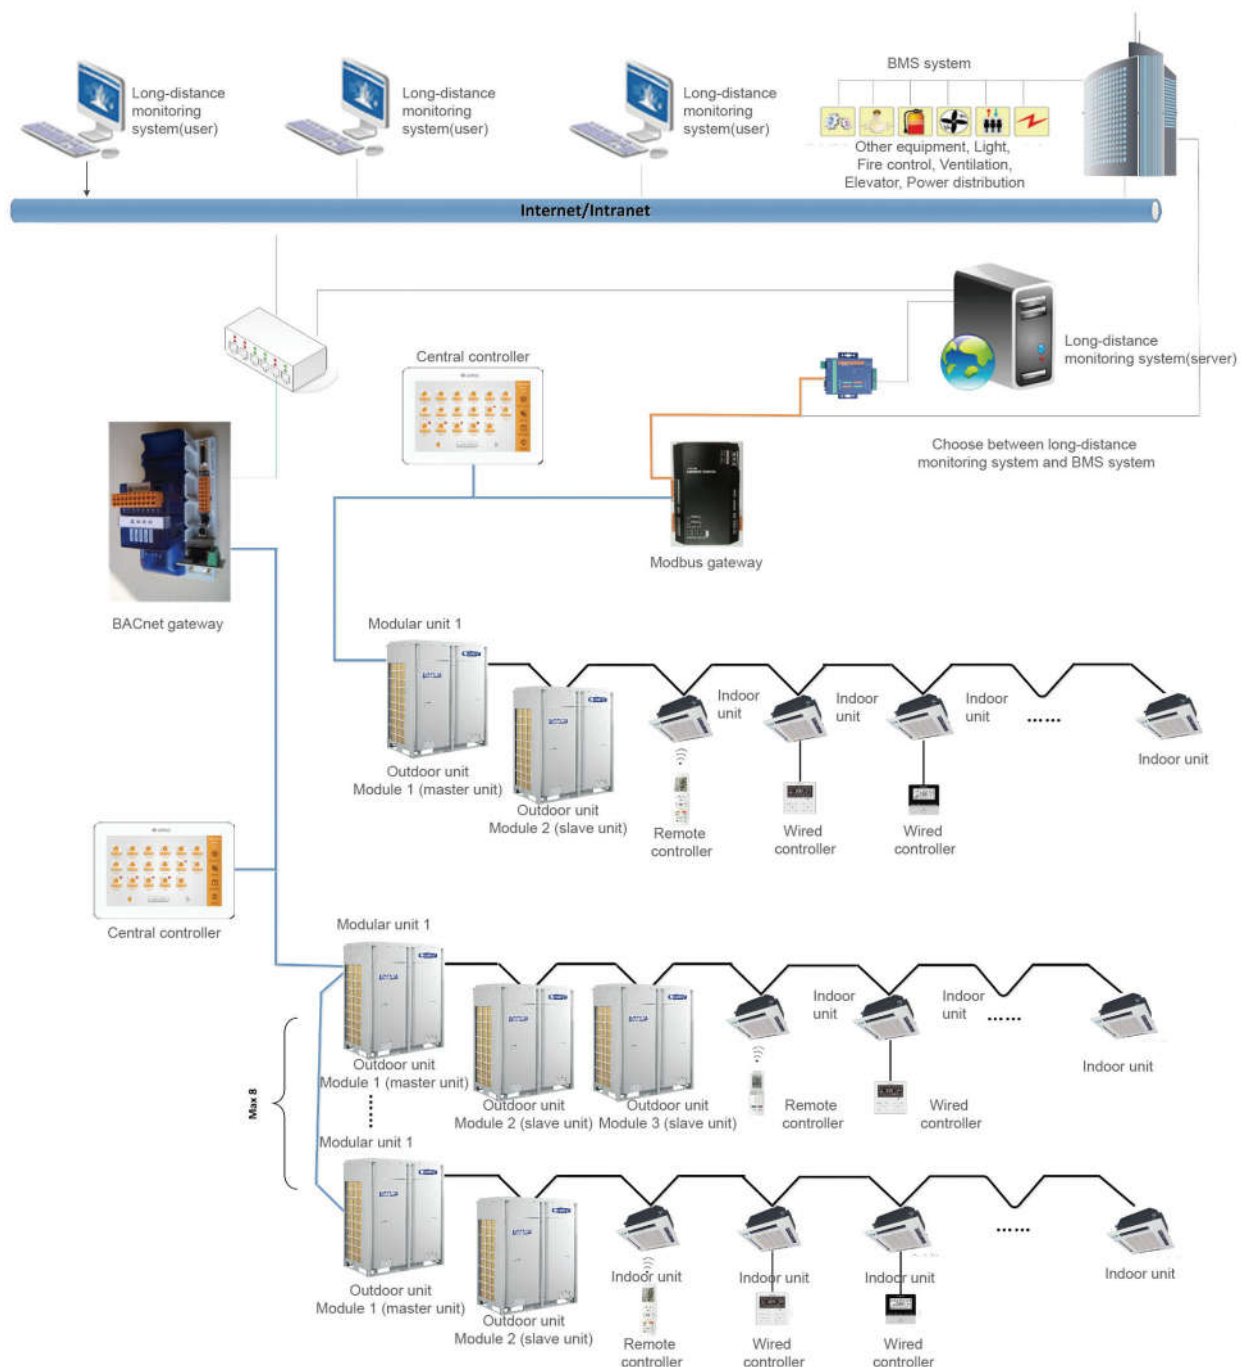 Long-distance
monitoring
system(user)
Long-distance
monitoring
system(user)
Long-distance
monitoring
system(user)
BMS system
Other equipment, Light,
Fire control, Ventilation,
Elevator, Power distribution
Internet/Intranet
Long-distance
monitoring system(server)
Central controller
Choose between long-distance
monitoring system and BMS system
Modbus gateway
BACnet gateway
Modular unit 1
Indoor
unit
Indoor
unit
Indoor
unit
......
Indoor unit
Outdoor unit
Module 1 (master unit)
Outdoor unit
Module 2 (slave unit)
Remote
controller
Wired
controller
Wired
controller
Central controller
Modular unit 1
Indoor
unit
Indoor
unit
......
Indoor unit
Outdoor unit
Module 1 (master unit)
Outdoor unit
Module 2 (slave unit)
Outdoor unit
Module 3 (slave unit)
Remote
controller
Wired
controller
Max 8
......
Modular unit 1
......
Indoor unit
Indoor unit
Indoor unit
Indoor unit
Outdoor unit
Module 1 (master unit)
Outdoor unit
Module 2 (slave unit)
Remote
controller
Wired
controller
Wired
controller